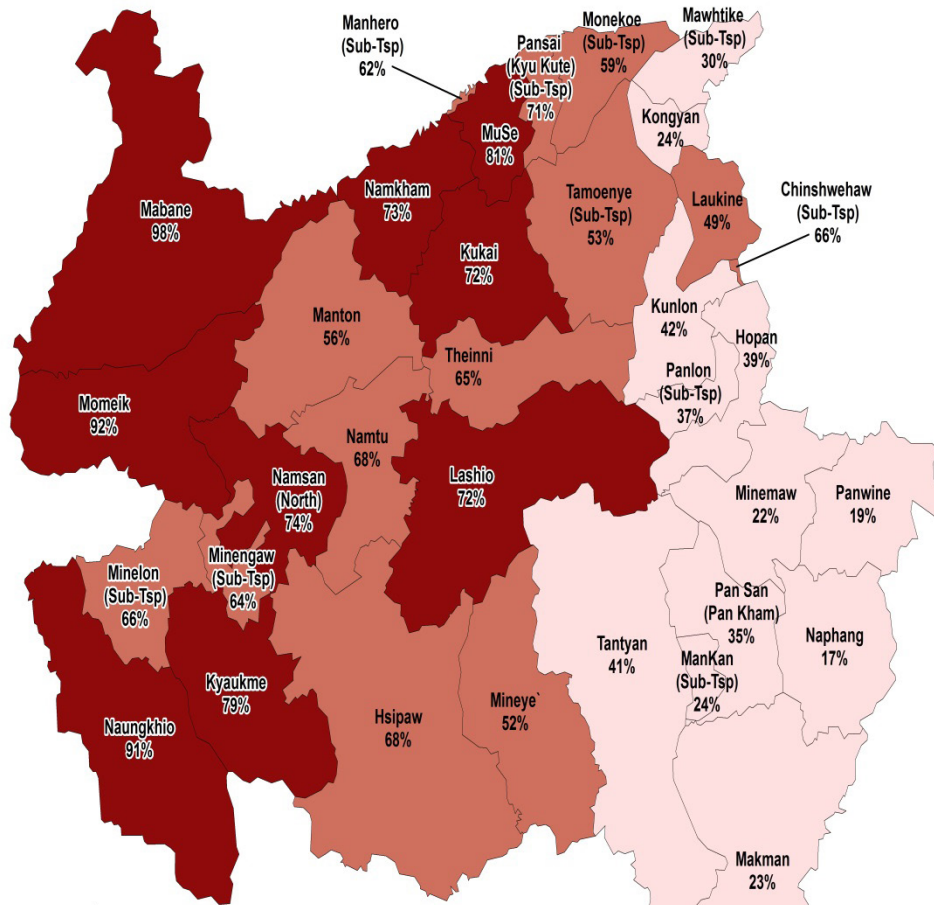 Manhero
(Sub-Tsp)
62%
Pansai
(Kyu Kute)
(Sub-Tsp)
71%
Monekoe
(Sub-Tsp)
59%
Mawhtike
(Sub-Tsp)
30%
Kongyan
24%
MuSe
81%
Namkham
73%
Mabane
98%
Tamoenye
(Sub-Tsp)
53%
Laukine
49%
Chinshwehaw
(Sub-Tsp)
66%
Kukai
72%
Manton
56%
Kunlon
42%
Hopan
39%
Theinni
65%
Panlon
(Sub-Tsp)
37%
Momeik
92%
Namtu
68%
Lashio
72%
Namsan
(North)
74%
Minemaw
22%
Panwine
19%
Minengaw
(Sub-Tsp)
64%
Minelon
(Sub-Tsp)
66%
Pan San
(Pan Kham)
35%
Naphang
17%
Tantyan
41%
ManKan
(Sub-Tsp)
24%
Kyaukme
79%
Hsipaw
68%
Mineye`
52%
Naungkhio
91%
Makman
23%